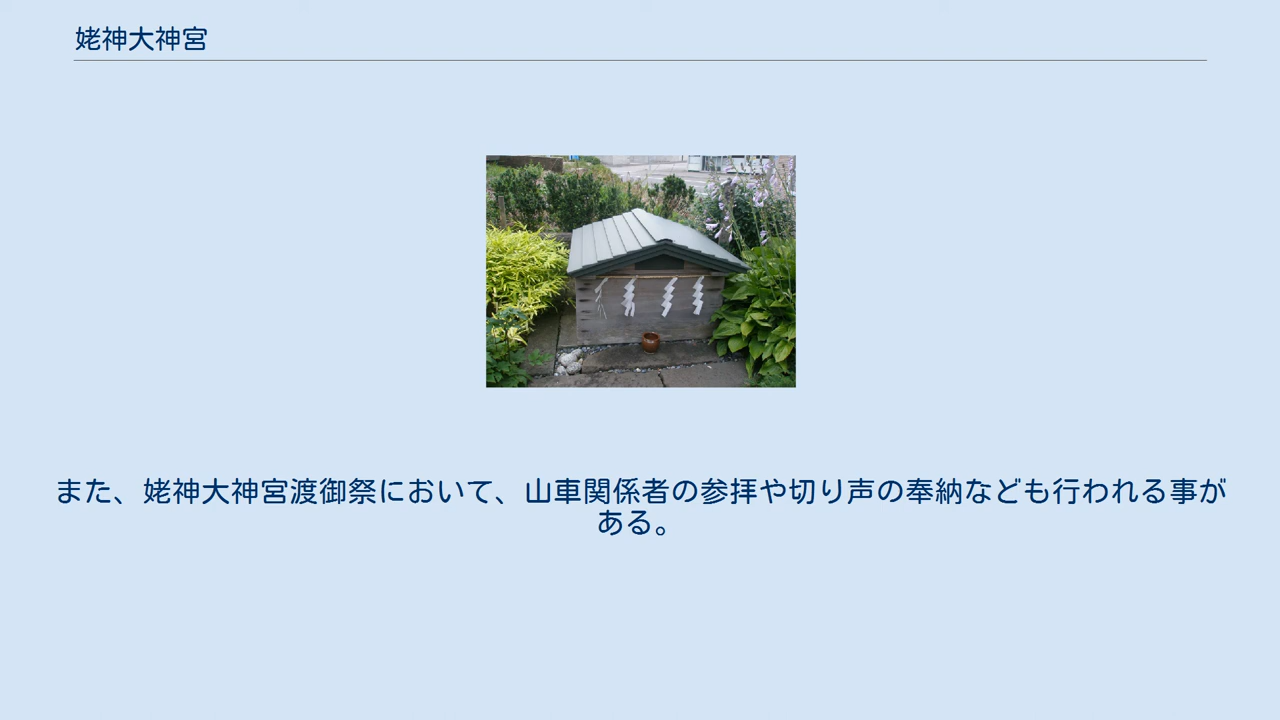 姥神大神宮
また、姥神大神宮渡御祭において、山車関係者の参拝や切り声の奉納なども行われる事が
ある。